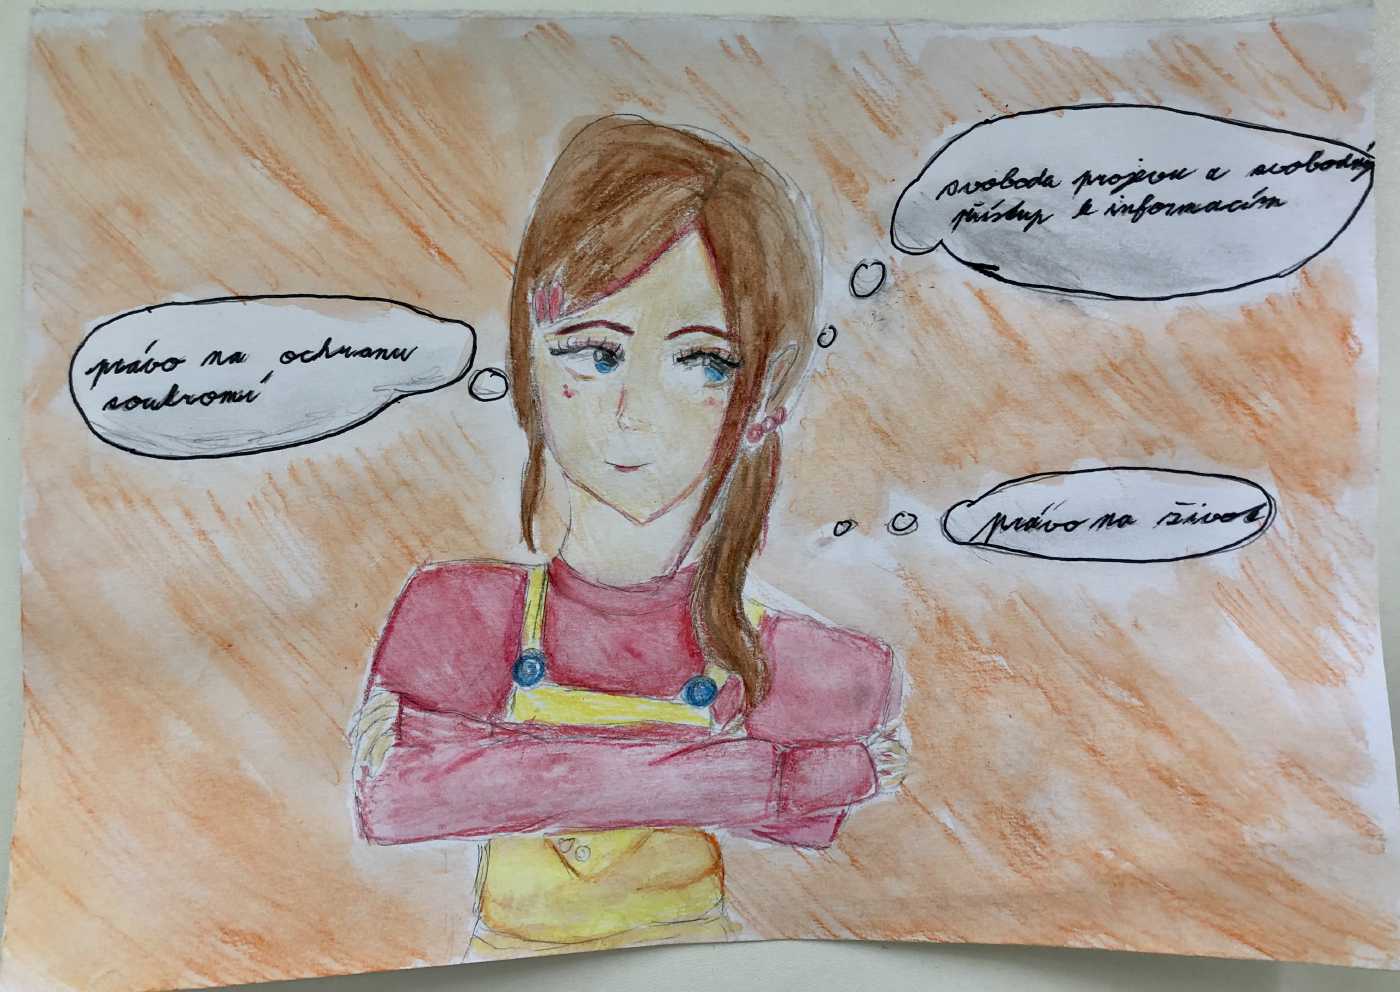 právo na ochranu
soukromí
svoboda projevu a svobodný
přístup k informacím
právo na život